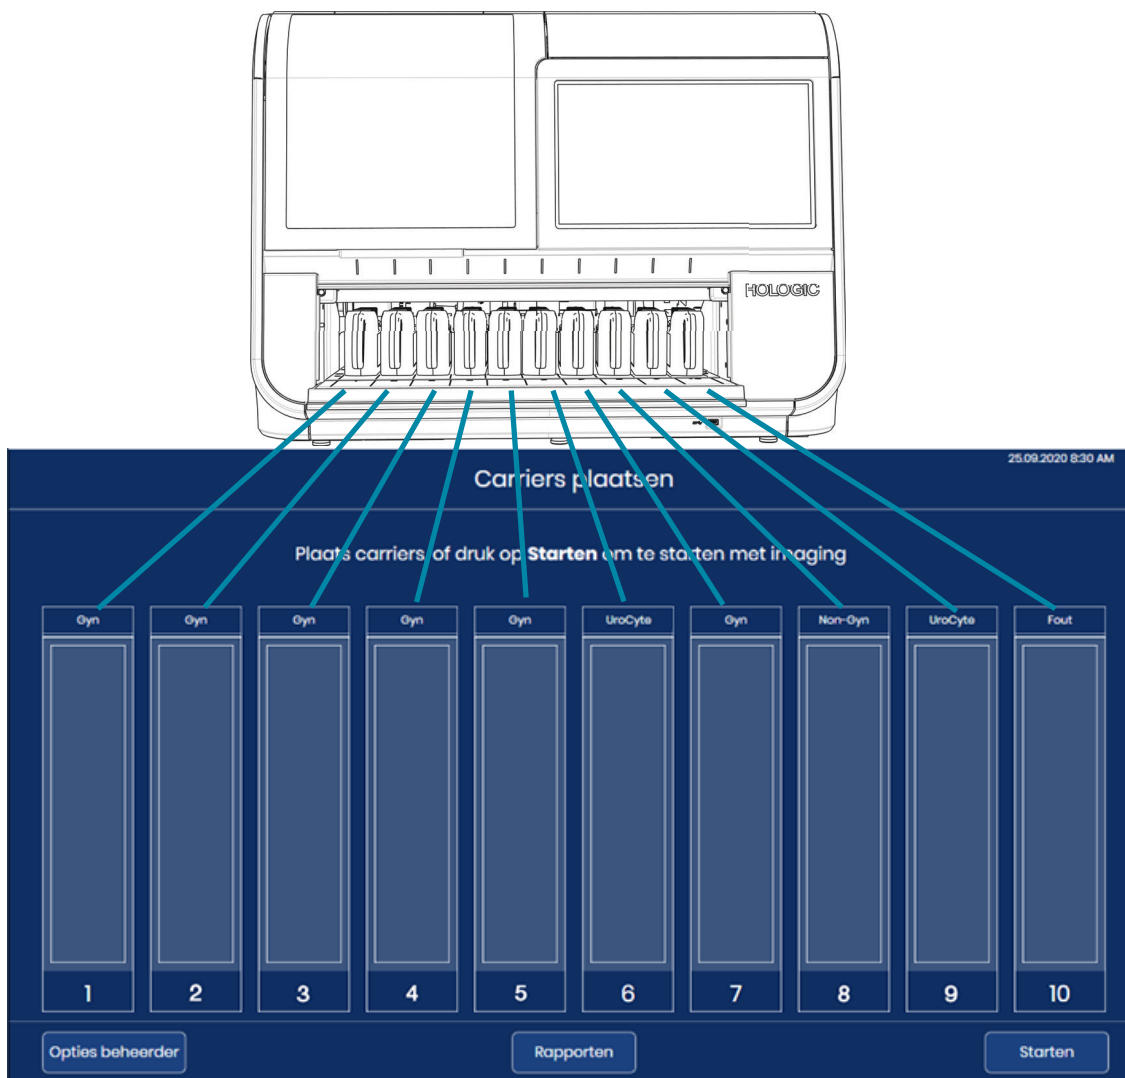 HOLOGIC
25.09.2020 8:30 AM
Carriers plaatsen
Plaats carriers of druk op Starten om te starten met imaging
Gyn Gyn Gyn Gyn Gyn UroCyte Gyn Non-Gyn UroCyte Fout
1 2 3 4 5 6 7 8 9 10
Opties beheerder Rapporten Starten